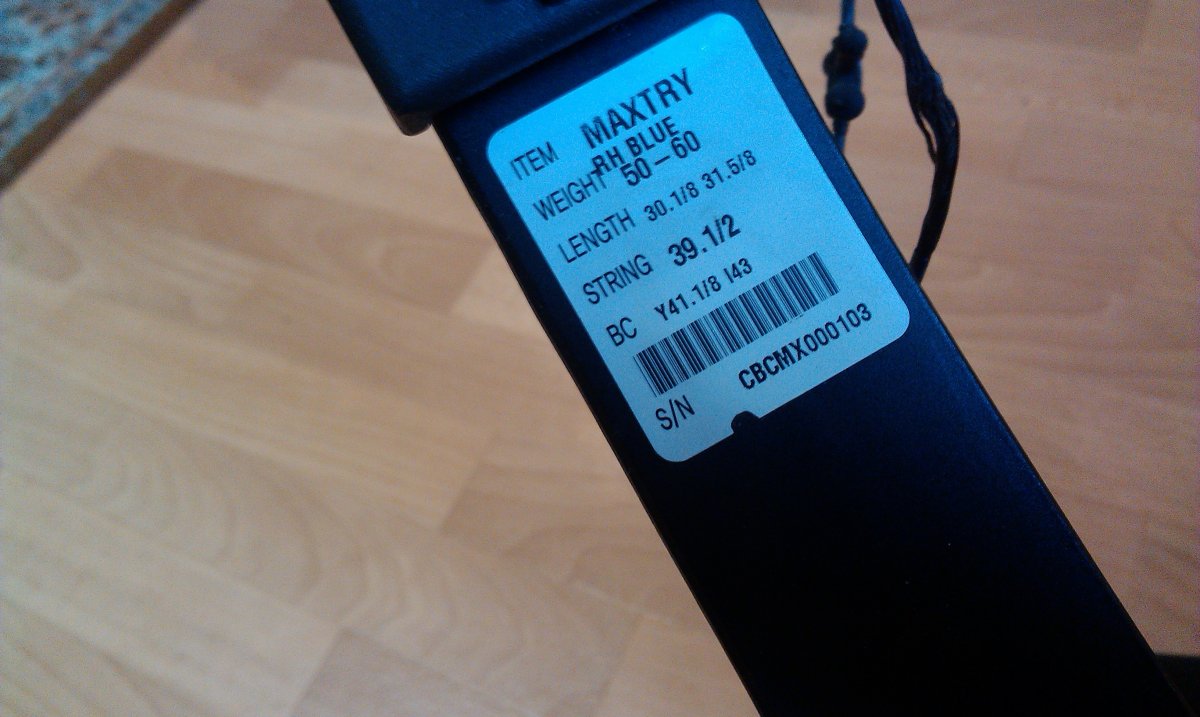 ITEM MAXTRY
RH BLUE
WEIGHT 50-60
LENGTH 30.1/8 31.5/8
STRING 39.1/2
BC Y41.1/8 I43
S/N CBCMX000103